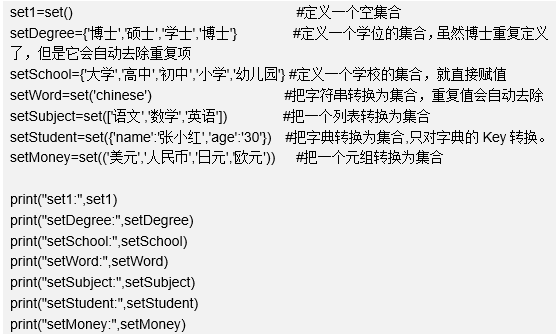 set1=set() #定义一个空集合
setDegree={'博士','硕士','学士','博士'} #定义一个学位的集合，虽然博士重复定义
了，但是它会自动去除重复项
setSchool={'大学','高中','初中','小学','幼儿园'} #定义一个学校的集合，就直接赋值
setWord=set('chinese') #把字符串转换为集合，重复值会自动去除
setSubject=set(['语文','数学','英语']) #把一个列表转换为集合
setStudent=set({'name':'张小红','age':'30'}) #把字典转换为集合,只对字典的 Key 转换。
setMoney=set(('美元','人民币','日元','欧元')) #把一个元组转换为集合
print("set1:",set1)
print("setDegree:",setDegree)
print("setSchool:",setSchool)
print("setWord:",setWord)
print("setSubject:",setSubject)
print("setStudent:",setStudent)
print("setMoney:",setMoney)